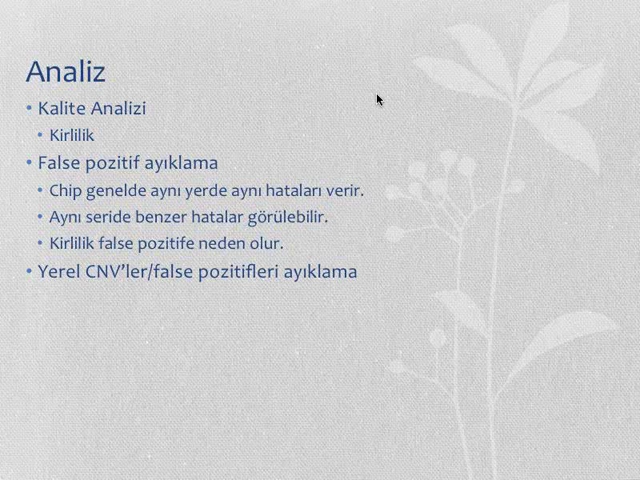 Analiz
• Kalite Analizi
• Kirlilik
• False pozitif ayıklama
• Chip genelde aynı yerde aynı hataları verir.
• Aynı seride benzer hatalar görülebilir.
• Kirlilik false pozitife neden olur.
• Yerel CNV’ler/false pozitifleri ayıklama